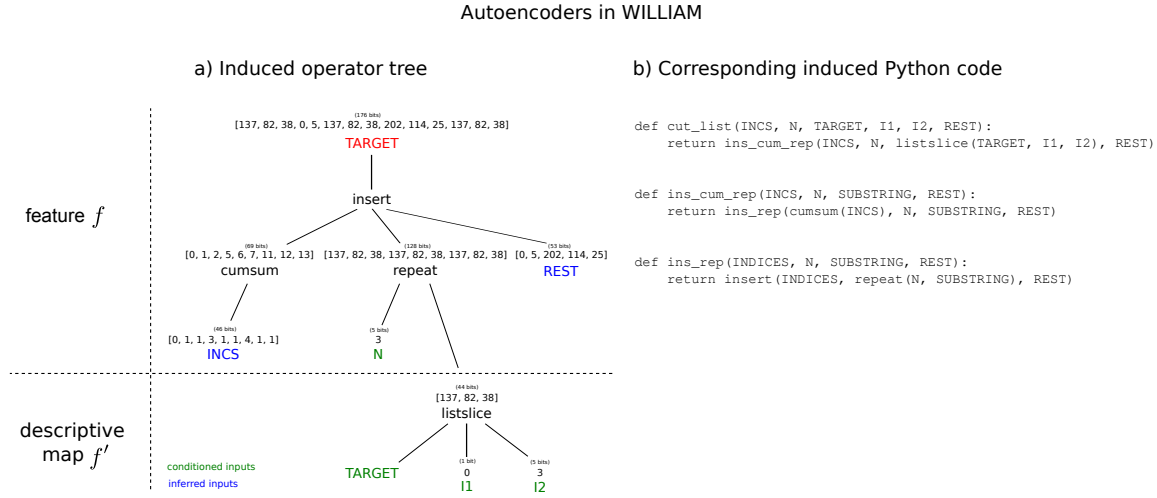 Autoencoders in WILLIAM
a) Induced operator tree
(176 bits)
[137, 82, 38, 0, 5, 137, 82, 38, 202, 114, 25, 137, 82, 38]
TARGET
insert
feature f
(69 bits) (128 bits) (53 bits)
[0, 1, 2, 5, 6, 7, 11, 12, 13] [137, 82, 38, 137, 82, 38, 137, 82, 38] [0, 5, 202, 114, 25]
cumsum repeat REST
(46 bits) (5 bits)
[0, 1, 1, 3, 1, 1, 4, 1, 1] 3
INCS N
(44 bits)
[137, 82, 38]
listslice
descriptive
map f′
(1 bit) (5 bits)
TARGET 0 3
I1 I2
conditioned inputs
inferred inputs
b) Corresponding induced Python code
def cut_list(INCS, N, TARGET, I1, I2, REST):
    return ins_cum_rep(INCS, N, listslice(TARGET, I1, I2), REST)
def ins_cum_rep(INCS, N, SUBSTRING, REST):
    return ins_rep(cumsum(INCS), N, SUBSTRING, REST)
def ins_rep(INDICES, N, SUBSTRING, REST):
    return insert(INDICES, repeat(N, SUBSTRING), REST)